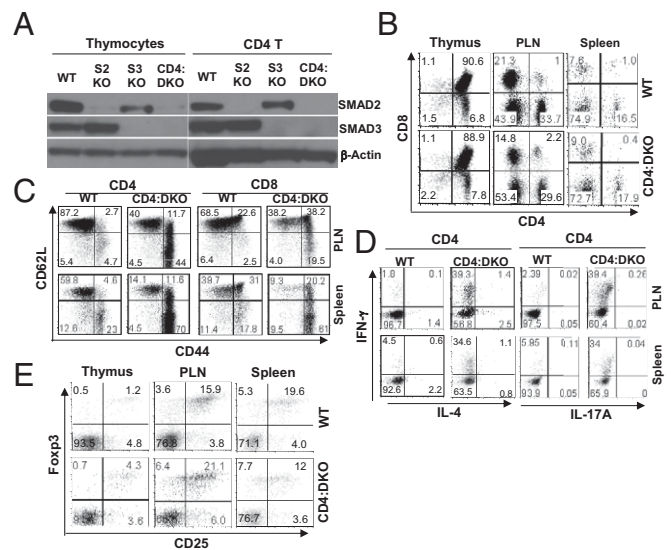 A
Thymocytes CD4 T
WT S2 KO S3 KO CD4: DKO WT S2 KO S3 KO CD4: DKO
SMAD2
SMAD3
β-Actin
B
Thymus PLN Spleen
1.1 90.6 21.3 1 7.6 1.0
1.5 6.8 43.9 33.7 74.9 16.5
WT
1.1 88.9 14.8 2.2 9.0 0.4
2.2 7.8 53.4 29.6 72.7 17.9
CD4:DKO
CD8
CD4
C
CD4 CD8
WT CD4:DKO WT CD4:DKO
87.2 2.7 40 11.7 68.5 22.6 38.2 38.2
5.4 4.7 4.5 44 6.4 2.5 4.0 19.5
PLN
59.8 4.6 14.1 11.6 39.7 31 9.3 20.2
12.6 23 4.5 70 11.4 17.8 9.5 61
Spleen
CD62L
CD44
D
CD4 CD4
WT CD4:DKO WT CD4:DKO
1.0 0.1 39.3 1.4 2.39 0.02 39.4 0.26
96.7 1.4 56.8 2.5 97.5 0.05 60.4 0.02
PLN
4.5 0.6 34.6 1.1 5.95 0.11 34 0.04
92.6 2.2 63.5 0.8 93.9 0.05 65.9 0
Spleen
IFN-γ
IL-4 IL-17A
E
Thymus PLN Spleen
0.5 1.2 3.6 15.9 5.3 19.6
93.5 4.8 76.8 3.8 71.1 4.0
WT
0.7 4.3 6.4 21.1 7.7 12
3.6 6.0 76.7 3.6
CD4:DKO
Foxp3
CD25